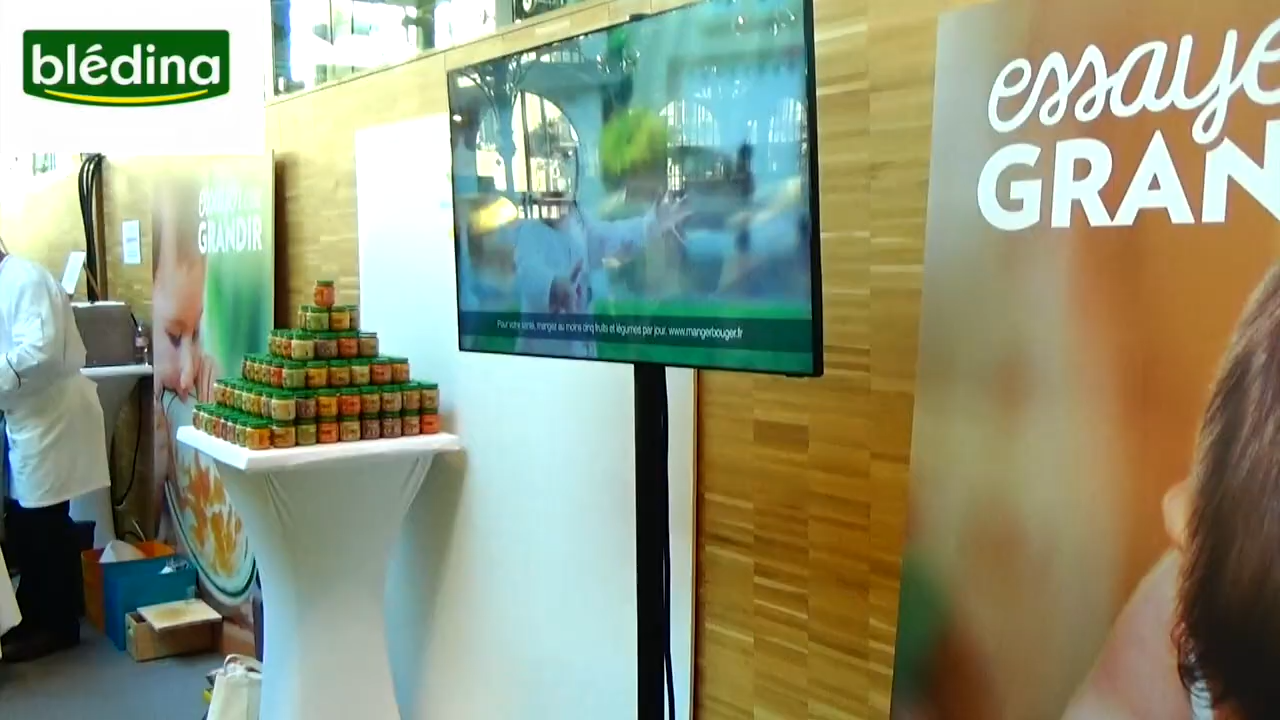 blédina
essaye
GRAN
GRANDIR
Pour votre santé, mangez au moins cinq fruits et légumes par jour. www.mangerbouger.fr